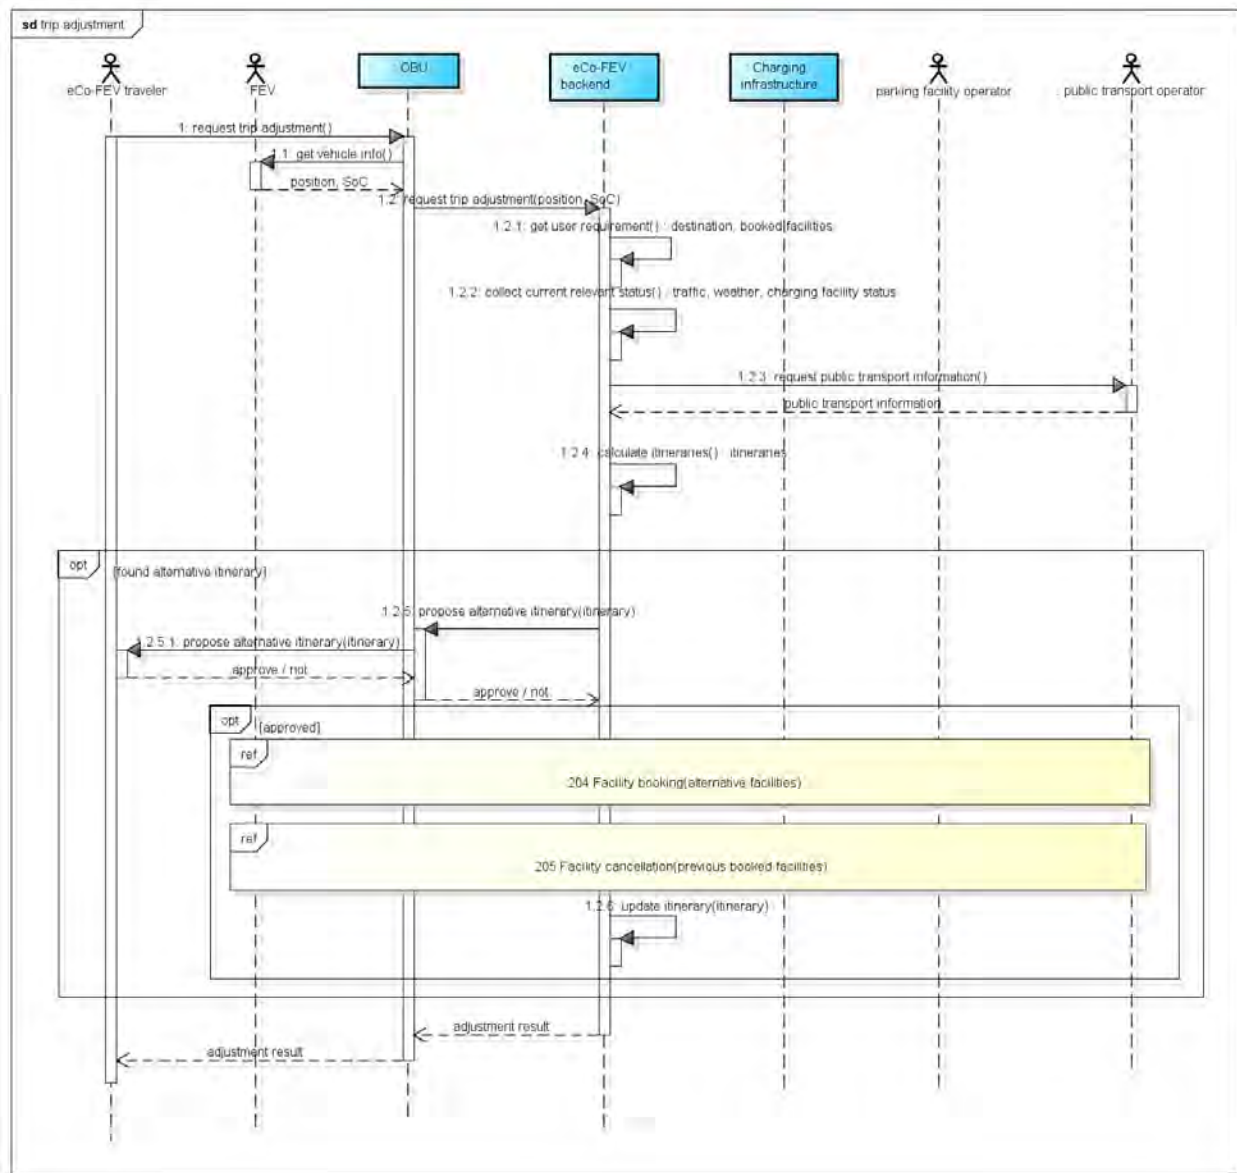 sd trip adjustment
eCo-FEV traveler
FEV
OBU
eCo-FEV
backend
Charging
infrastructure
parking facility operator
public transport operator
1: request trip adjustment()
1.1: get vehicle info()
position, SoC
1.2: request trip adjustment(position, SoC)
1.2.1: get user requirement() : destination, booked facilities
1.2.2: collect current relevant status() : traffic, weather, charging facility status
1.2.3: request public transport information()
public transport information
1.2.4: calculate itineraries() : itineraries
opt
[found alternative itinerary]
1.2.5: propose alternative itinerary(itinerary)
1.2.5.1: propose alternative itinerary(itinerary)
approve / not
approve / not
opt
[approved]
ref
204 Facility booking(alternative facilities)
ref
205 Facility cancellation(previous booked facilities)
1.2.6: update itinerary(itinerary)
adjustment result
adjustment result